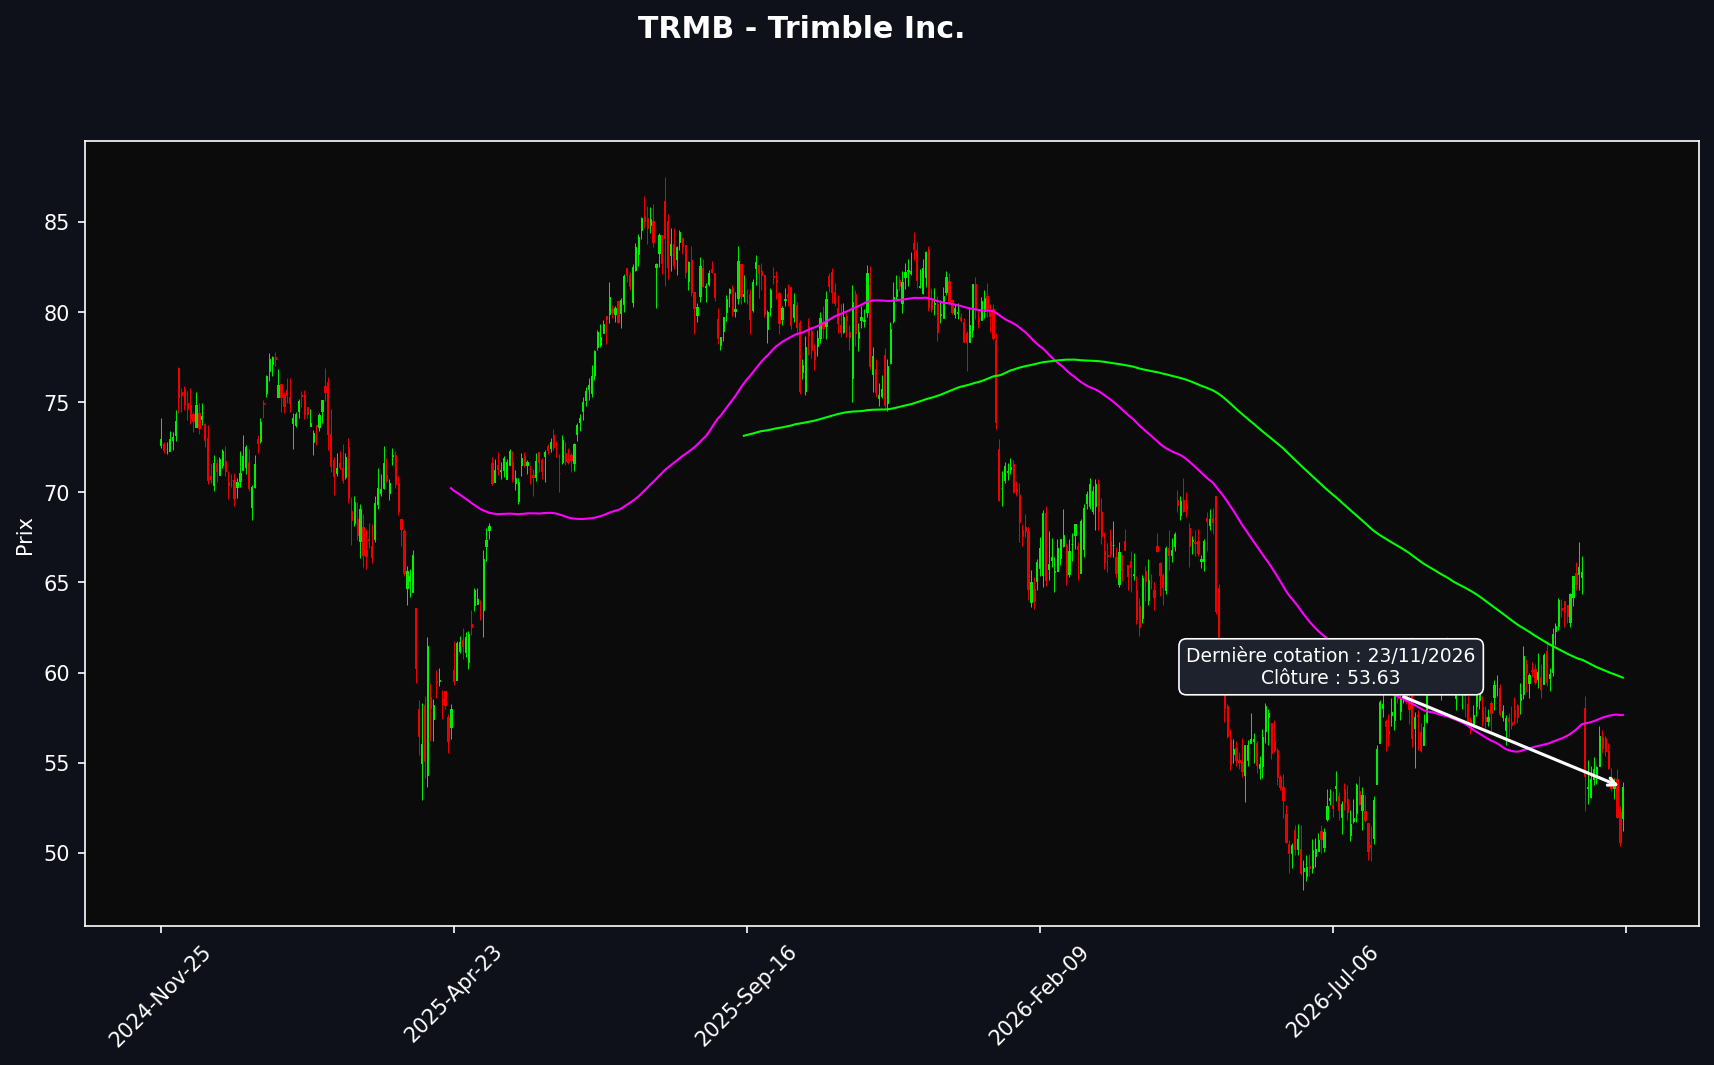 TRMB - Trimble Inc.
Prix
85
80
75
70
65
60
55
50
Dernière cotation : 23/11/2026
Clôture : 53.63
2024-Nov-25
2025-Apr-23
2025-Sep-16
2026-Feb-09
2026-Jul-06